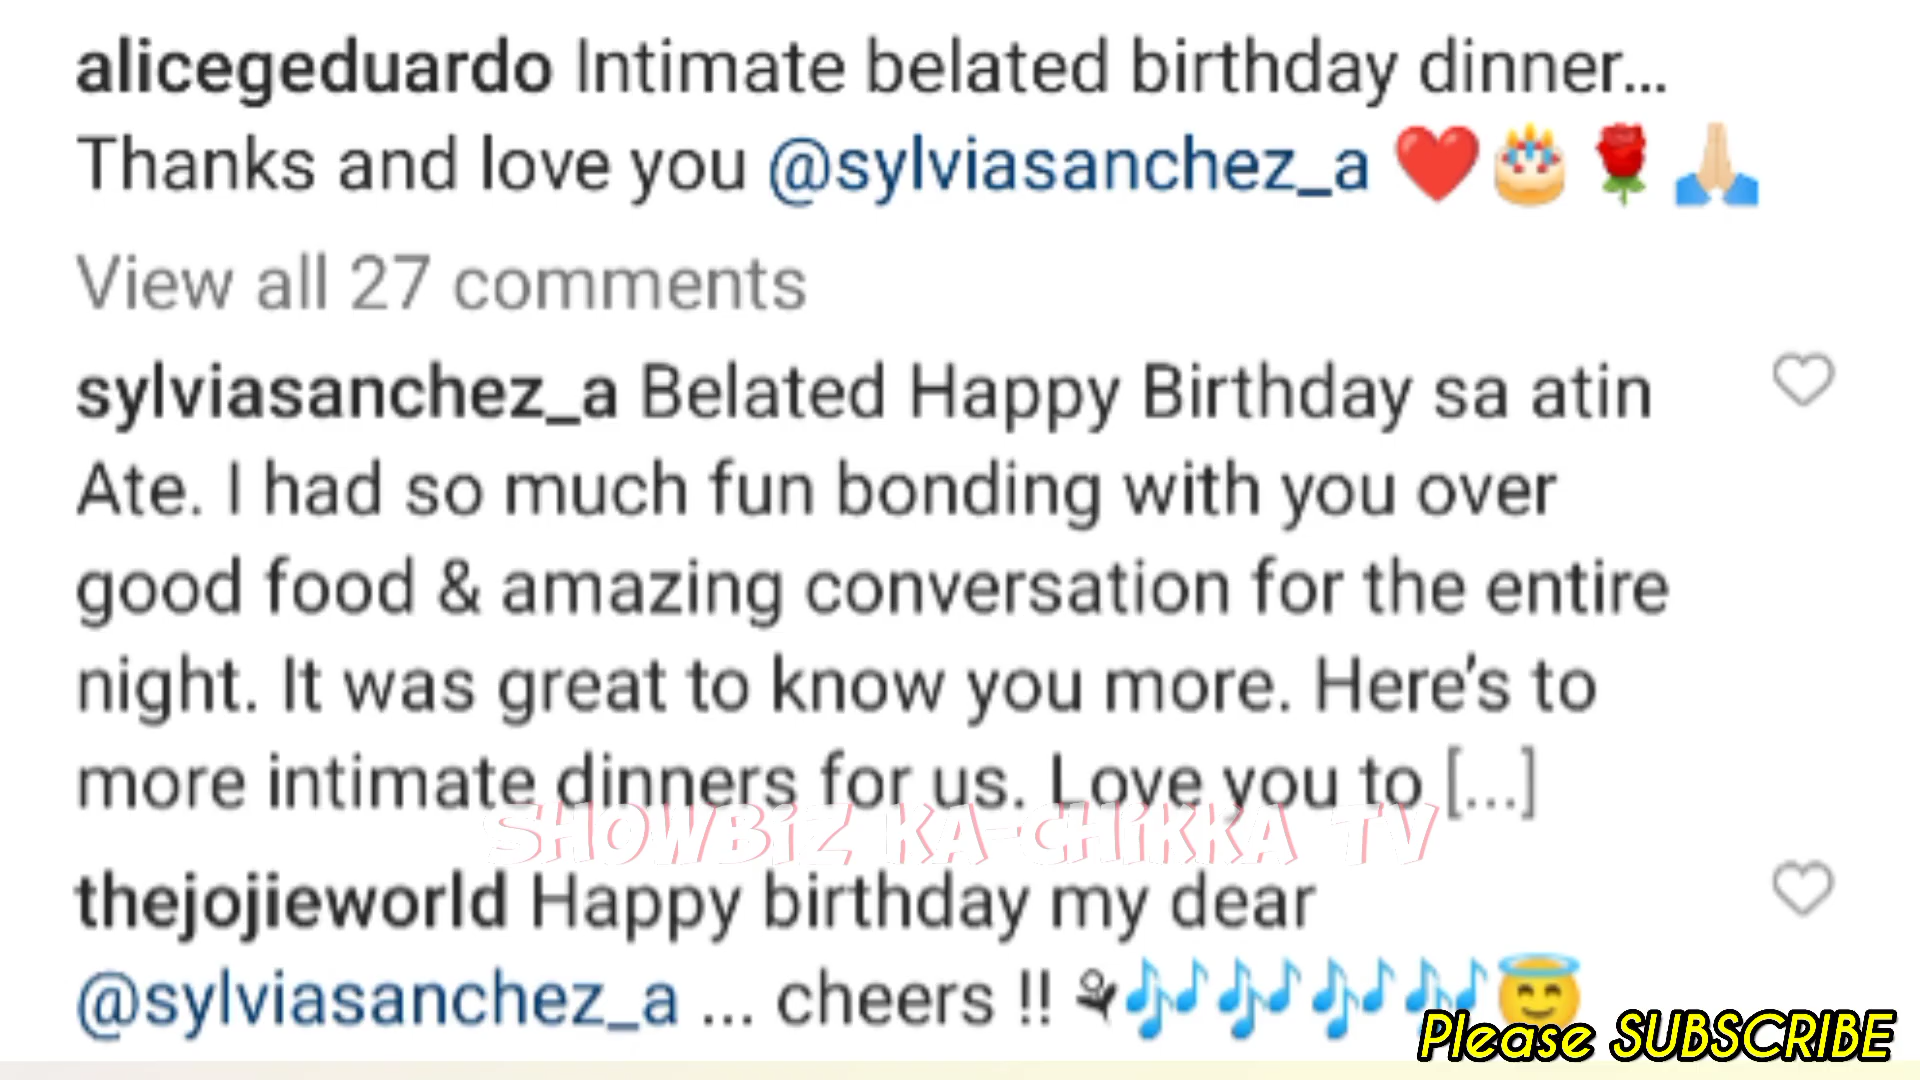 alicegeduardo Intimate belated birthday dinner...
Thanks and love you @sylviasanchez_a ❤️🎂🌹🙏🏼
View all 27 comments
sylviasanchez_a Belated Happy Birthday sa atin
Ate. I had so much fun bonding with you over
good food & amazing conversation for the entire
night. It was great to know you more. Here's to
more intimate dinners for us. Love you to [...]
SHOWBIZ KA-CHIKKA TV
thejojieworld Happy birthday my dear
@sylviasanchez_a ... cheers !! ⚘🎶🎶🎶🎶😇
Please SUBSCRIBE